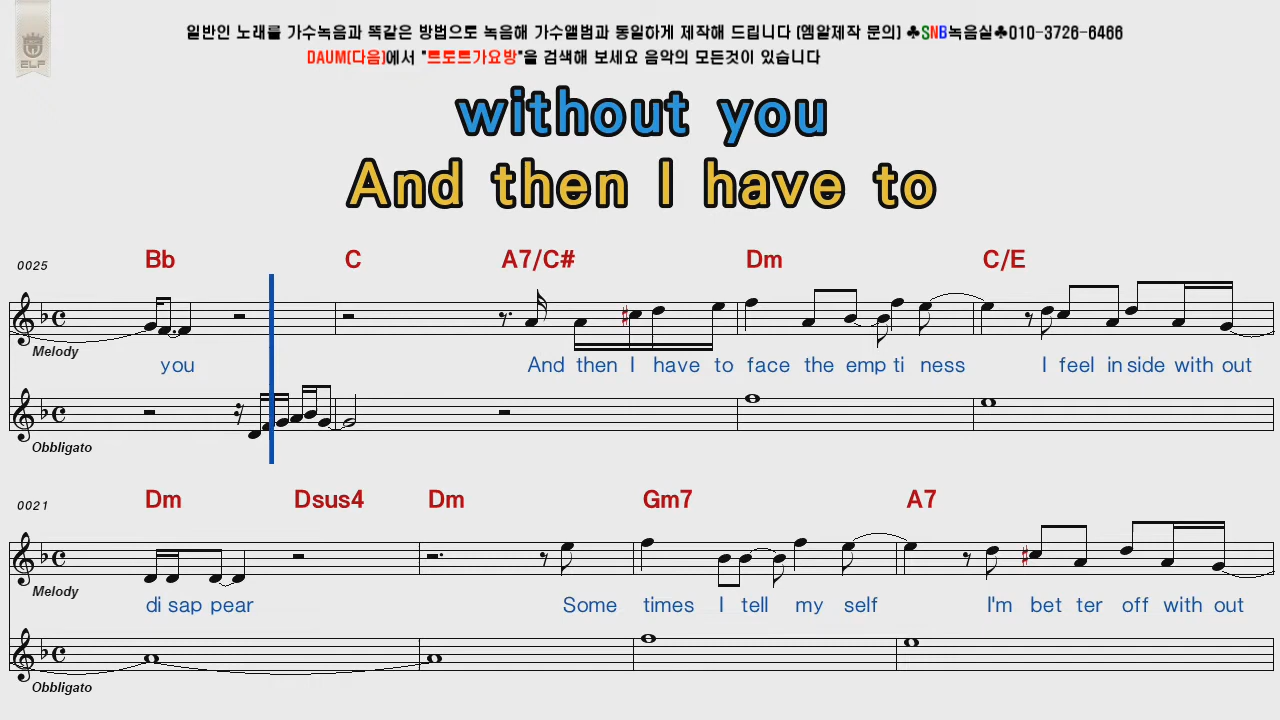 일반인 노래를 가수녹음과 똑같은 방법으로 녹음해 가수앨범과 동일하게 제작해 드립니다 (엠알제작 문의) ♣SNB녹음실♣010-3726-6466
DAUM(다음)에서 "트로트가요방"을 검색해 보세요 음악의 모든것이 있습니다
ELF
without you
And then I have to
0025 Bb C A7/C# Dm C/E
Melody
you And then I have to face the emp ti ness I feel in side with out
Obbligato
0021 Dm Dsus4 Dm Gm7 A7
Melody
di sap pear Some times I tell my self I'm bet ter off with out
Obbligato